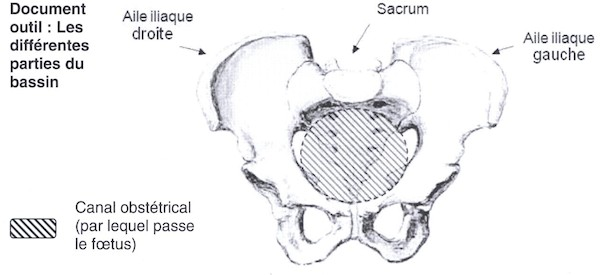 Document
outil : Les
différentes
parties du
bassin
Aile iliaque
droite
Sacrum
Aile iliaque
gauche
Canal obstétrical
(par lequel passe
le fœtus)